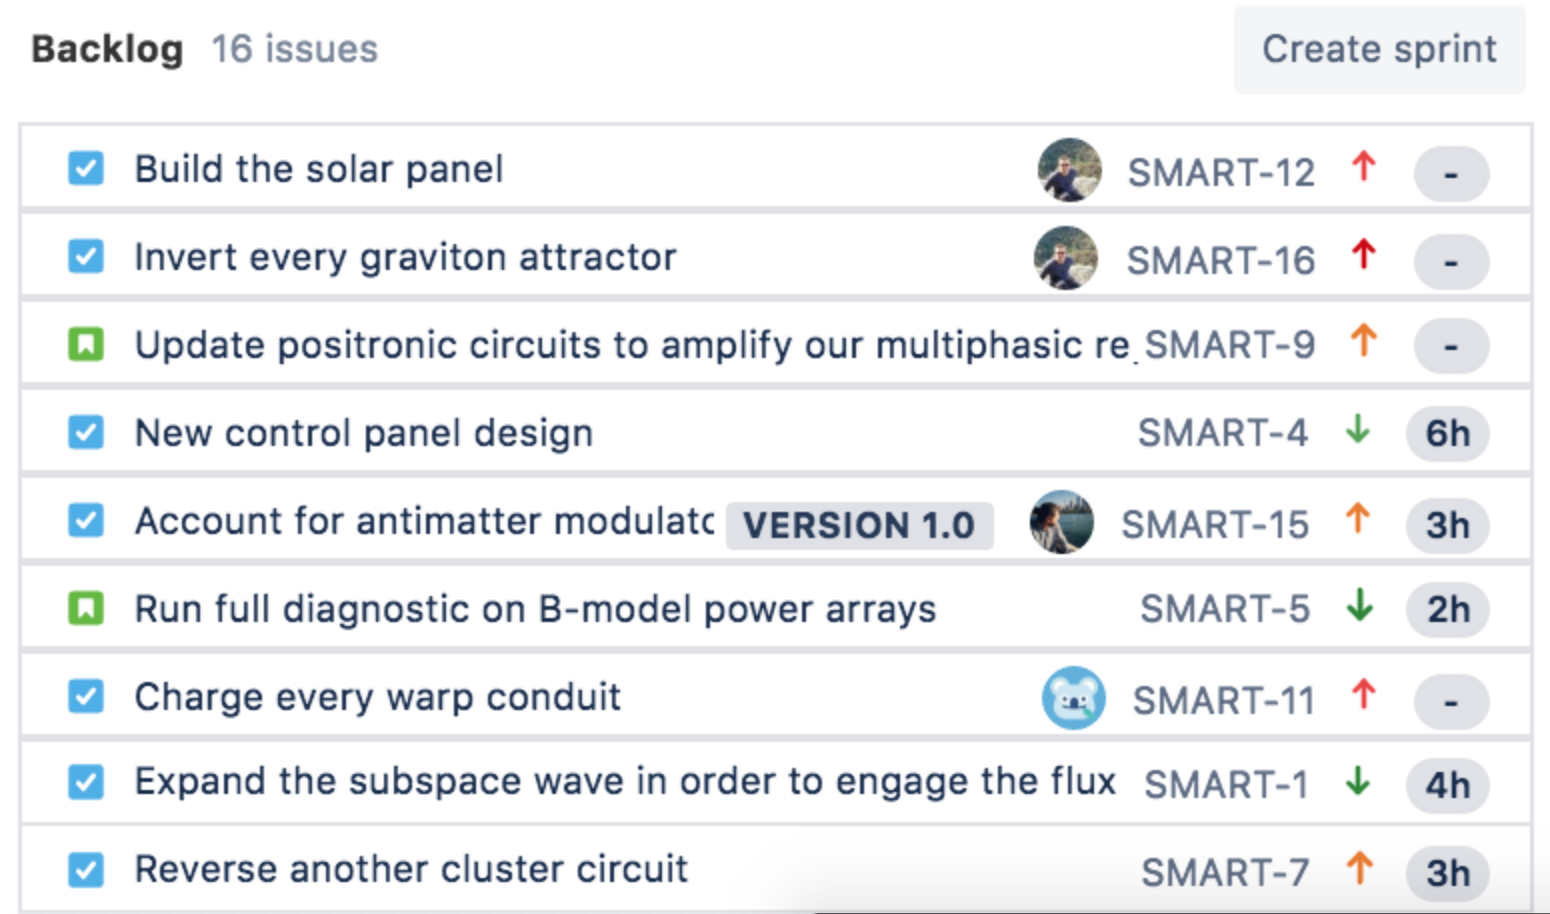 Backlog 16 issues Create sprint
Build the solar panel SMART-12 -
Invert every graviton attractor SMART-16 -
Update positronic circuits to amplify our multiphasic re SMART-9 -
New control panel design SMART-4 6h
Account for antimatter modulato VERSION 1.0 SMART-15 3h
Run full diagnostic on B-model power arrays SMART-5 2h
Charge every warp conduit SMART-11 -
Expand the subspace wave in order to engage the flux SMART-1 4h
Reverse another cluster circuit SMART-7 3h